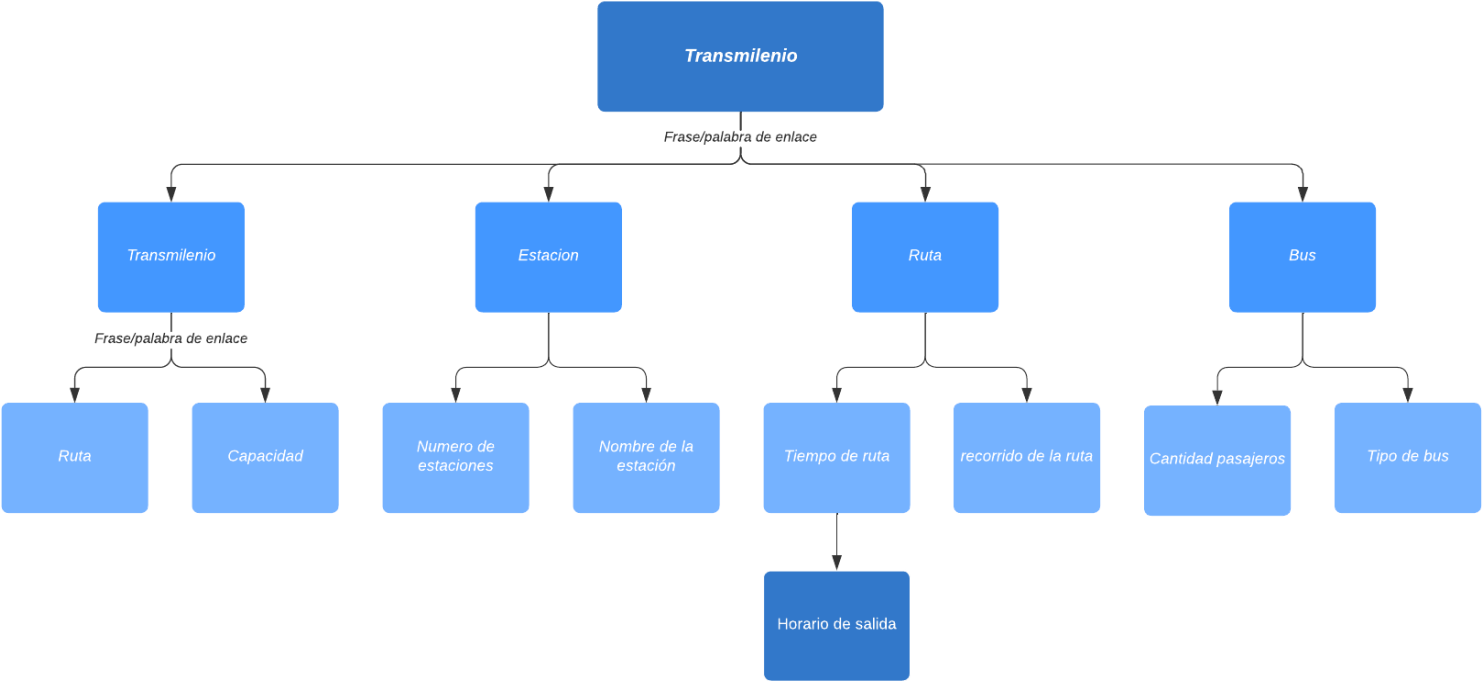 Transmilenio
Frase/palabra de enlace
Transmilenio
Estacion
Ruta
Bus
Frase/palabra de enlace
Ruta
Capacidad
Numero de
estaciones
Nombre de la
estación
Tiempo de ruta
recorrido de la ruta
Cantidad pasajeros
Tipo de bus
Horario de salida